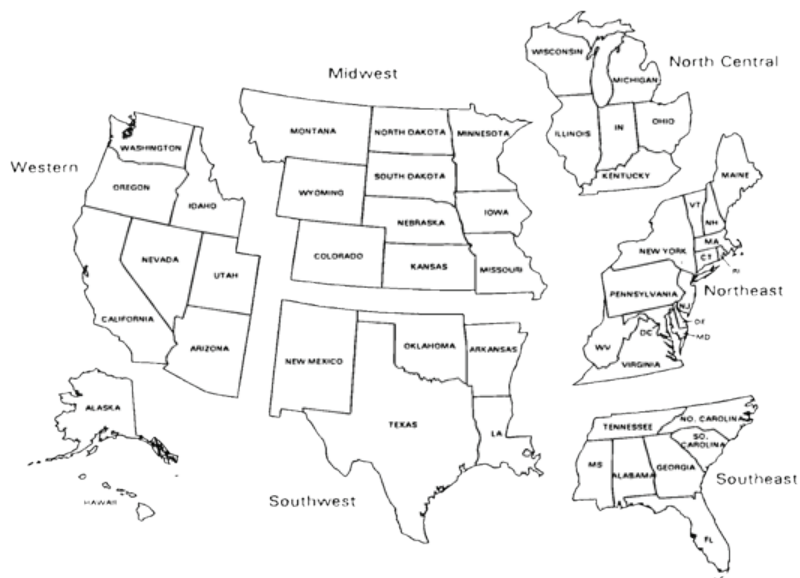 Western
WASHINGTON
OREGON
IDAHO
NEVADA
UTAH
CALIFORNIA
ARIZONA
ALASKA
HAWAII
Midwest
MONTANA
NORTH DAKOTA
MINNESOTA
SOUTH DAKOTA
WYOMING
NEBRASKA
IOWA
COLORADO
KANSAS
MISSOURI
Southwest
NEW MEXICO
OKLAHOMA
ARKANSAS
TEXAS
LA
North Central
WISCONSIN
MICHIGAN
ILLINOIS
IN
OHIO
KENTUCKY
Northeast
MAINE
VT
NH
NEW YORK
MA
CT
RI
PENNSYLVANIA
NJ
DE
MD
DC
WV
VIRGINIA
Southeast
TENNESSEE
NO. CAROLINA
SO.
CAROLINA
MS
ALABAMA
GEORGIA
FL